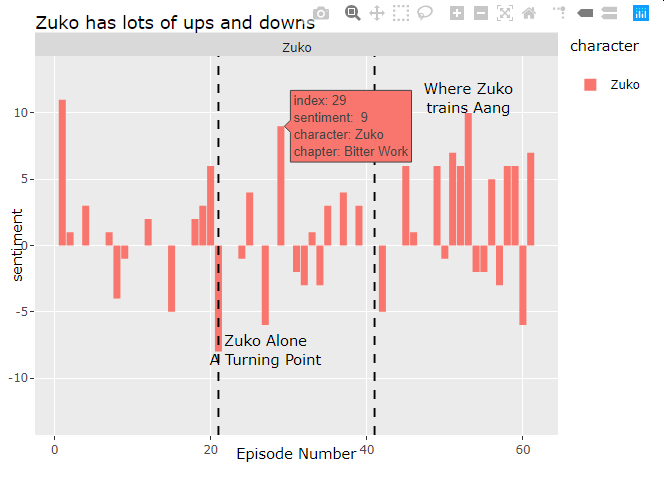 Zuko has lots of ups and downs
Zuko
character
Zuko
Where Zuko
trains Aang
index: 29
sentiment:  9
character: Zuko
chapter: Bitter Work
10
5
0
-5
-10
sentiment
Zuko Alone
A Turning Point
0
20
40
60
Episode Number